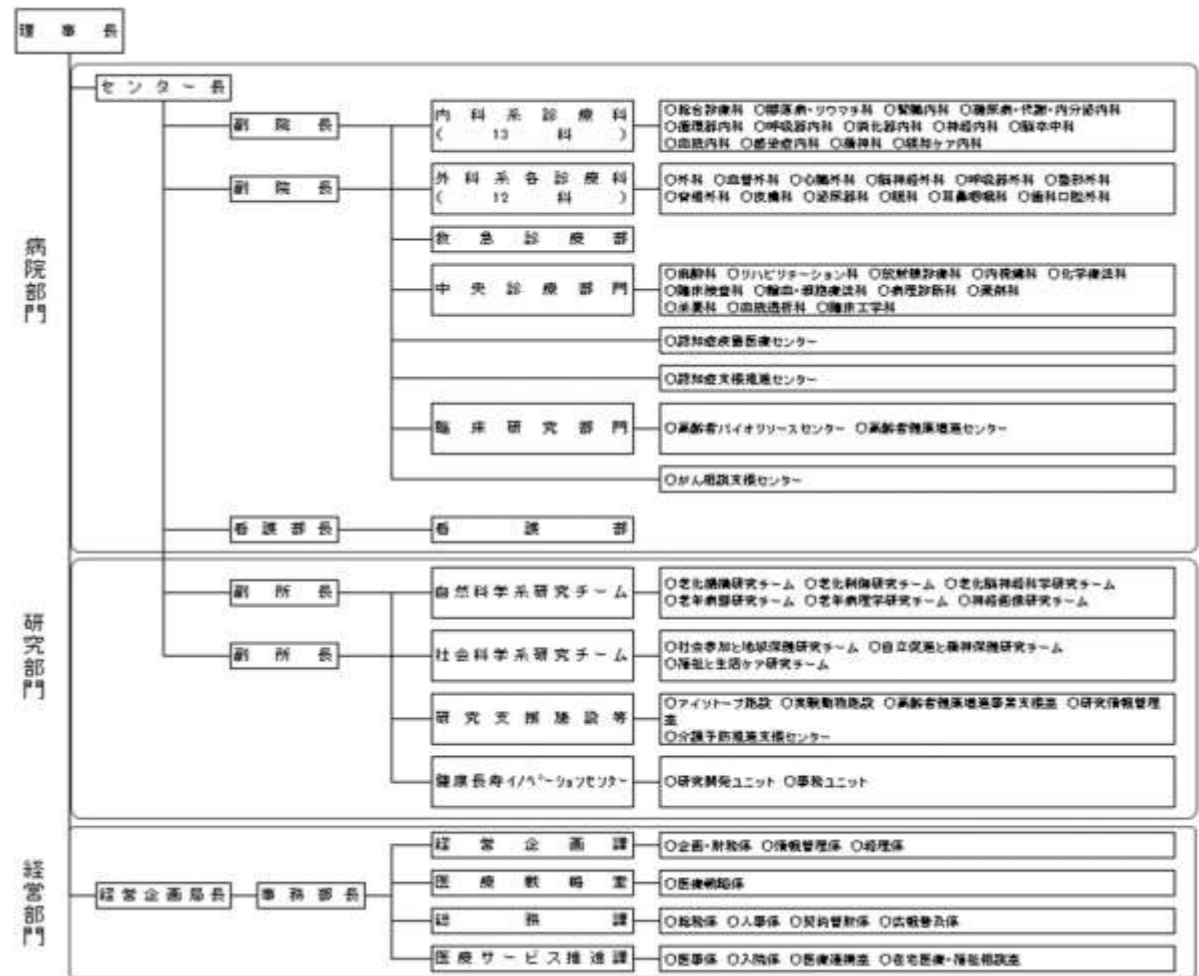 理事長
センター長
病院部門
副院長
内科系診療科
(13科)
○総合診療科 ○膠原病・リウマチ科 ○腎臓内科 ○糖尿病・代謝・内分泌内科
○循環器内科 ○呼吸器内科 ○消化器内科 ○神経内科 ○脳卒中科
○血液内科 ○感染症内科 ○精神科 ○緩和ケア内科
副院長
外科系各診療科
(12科)
○外科 ○血管外科 ○心臓外科 ○脳神経外科 ○呼吸器外科 ○整形外科
○脊椎外科 ○皮膚科 ○泌尿器科 ○眼科 ○耳鼻咽喉科 ○歯科口腔外科
救急診療部
中央診療部門
○麻酔科 ○リハビリテーション科 ○放射線診療科 ○内視鏡科 ○化学療法科
○臨床検査科 ○輸血・細胞療法科 ○病理診断科 ○薬剤科
○栄養科 ○血液透析科 ○臨床工学科
○認知症疾患医療センター
○認知症支援推進センター
臨床研究部門
○高齢者バイオリソースセンター ○高齢者健康増進センター
○がん相談支援センター
看護部長
看護部
研究部門
副所長
自然科学系研究チーム
○老化機構研究チーム ○老化制御研究チーム ○老化脳神経科学研究チーム
○老年病態研究チーム ○老年病理学研究チーム ○神経画像研究チーム
副所長
社会科学系研究チーム
○社会参加と地域保健研究チーム ○自立促進と精神保健研究チーム
○福祉と生活ケア研究チーム
研究支援施設等
○アイソトープ施設 ○実験動物施設 ○高齢者健康増進事業支援室 ○研究情報管理
室
○介護予防推進支援センター
健康長寿イノベーションセンター
○研究開発ユニット ○事務ユニット
経営部門
経営企画局長
事務部長
経営企画課
○企画・財務係 ○情報管理係 ○経理係
医療戦略室
○医療戦略係
総務課
○総務係 ○人事係 ○契約管財係 ○広報普及係
医療サービス推進課
○医事係 ○入院係 ○医療連携室 ○在宅医療・福祉相談室